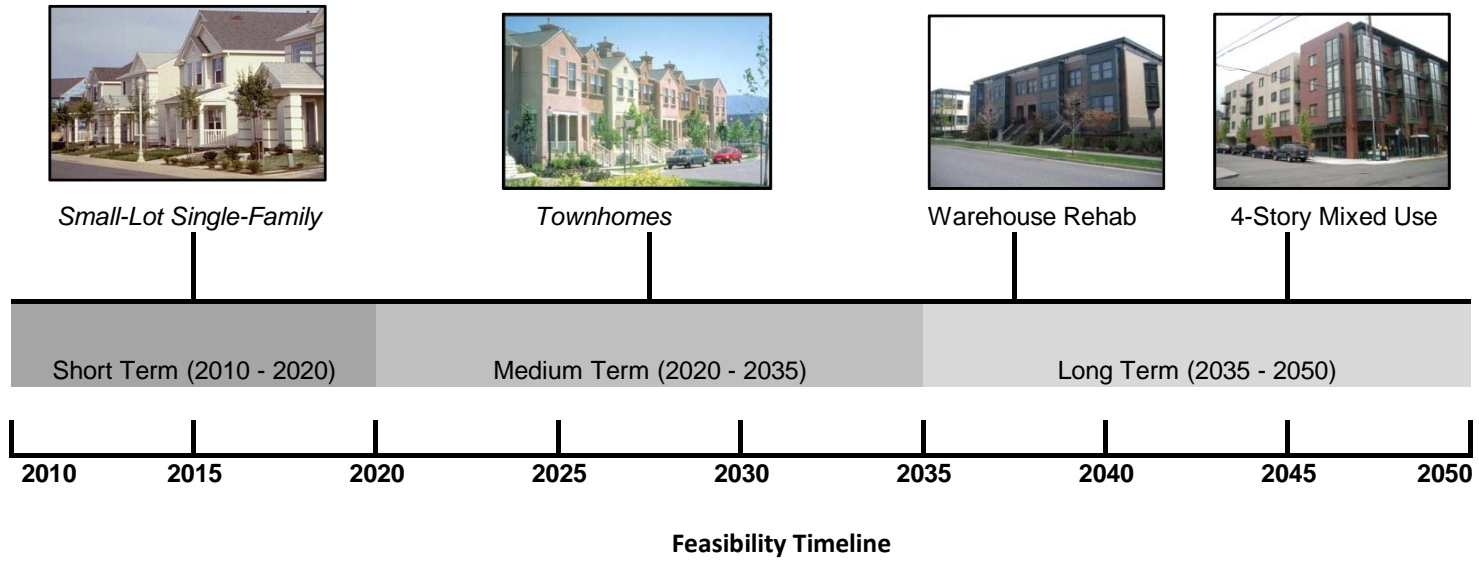 Small-Lot Single-Family
Townhomes
Warehouse Rehab
4-Story Mixed Use
Short Term (2010 - 2020)
Medium Term (2020 - 2035)
Long Term (2035 - 2050)
2010
2015
2020
2025
2030
2035
2040
2045
2050
Feasibility Timeline